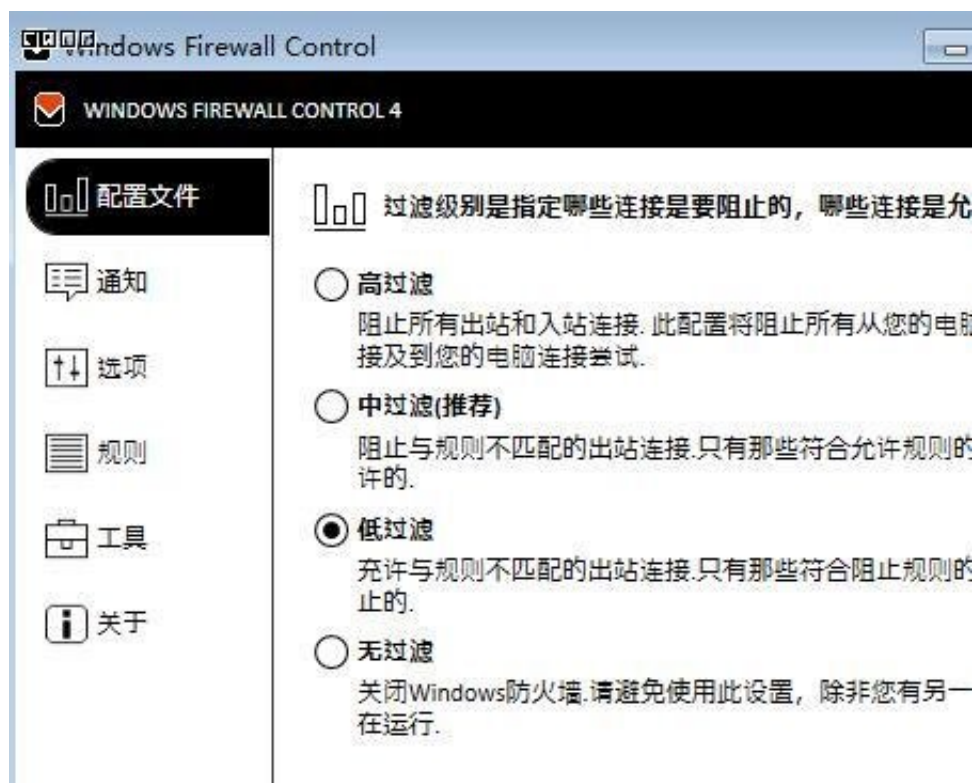 Windows Firewall Control
WINDOWS FIREWALL CONTROL 4
配置文件
通知
选项
规则
工具
关于
过滤级别是指定哪些连接是要阻止的，哪些连接是允
高过滤
阻止所有出站和入站连接. 此配置将阻止所有从您的电脑
接及到您的电脑连接尝试.
中过滤(推荐)
阻止与规则不匹配的出站连接.只有那些符合允许规则的
许的.
低过滤
充许与规则不匹配的出站连接.只有那些符合阻止规则的
止的.
无过滤
关闭Windows防火墙.请避免使用此设置，除非您有另一
在运行.